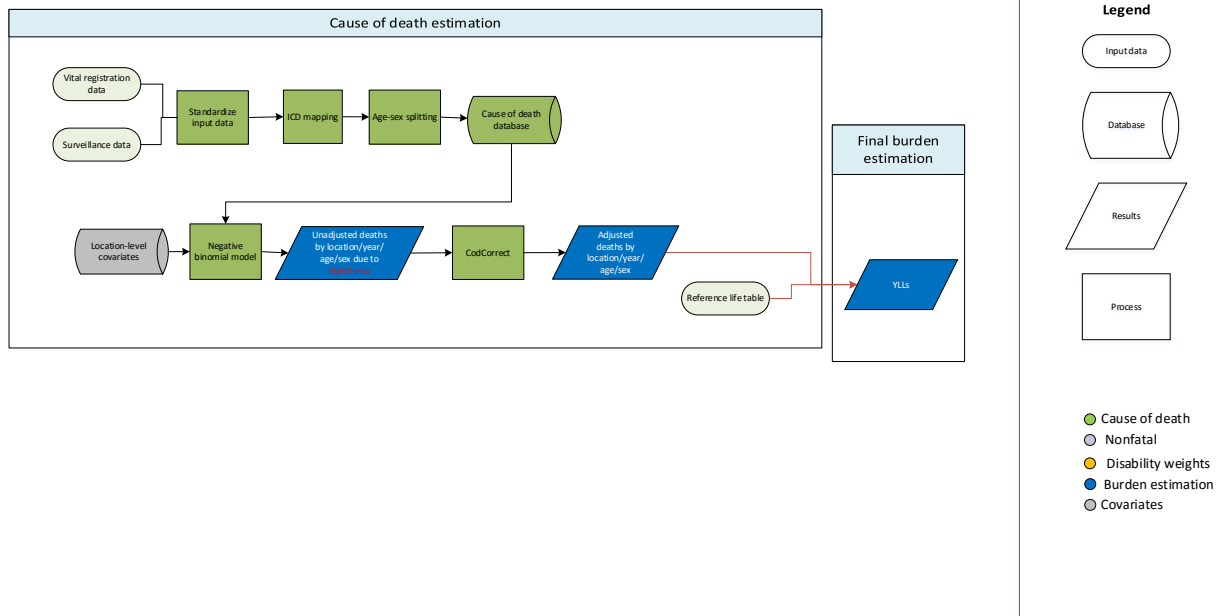 Cause of death estimation
Vital registration
data
Surveillance data
Standardize
input data
ICD mapping
Age-sex splitting
Cause of death
database
Location-level
covariates
Negative
binomial model
Unadjusted deaths
by location/year/
age/sex due to
CodCorrect
Adjusted
deaths by
location/year/
age/sex
Reference life table
Final burden
estimation
YLLs
Legend
Input data
Database
Results
Process
Cause of death
Nonfatal
Disability weights
Burden estimation
Covariates